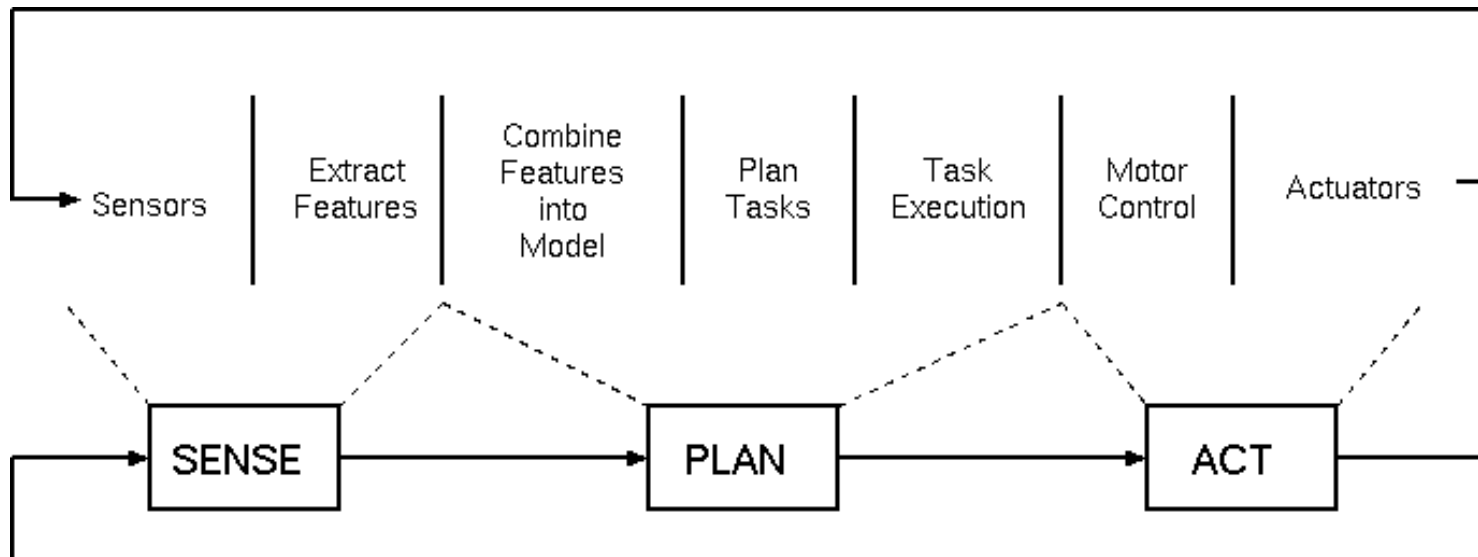 Sensors
Extract
Features
Combine
Features
into
Model
Plan
Tasks
Task
Execution
Motor
Control
Actuators
SENSE
PLAN
ACT